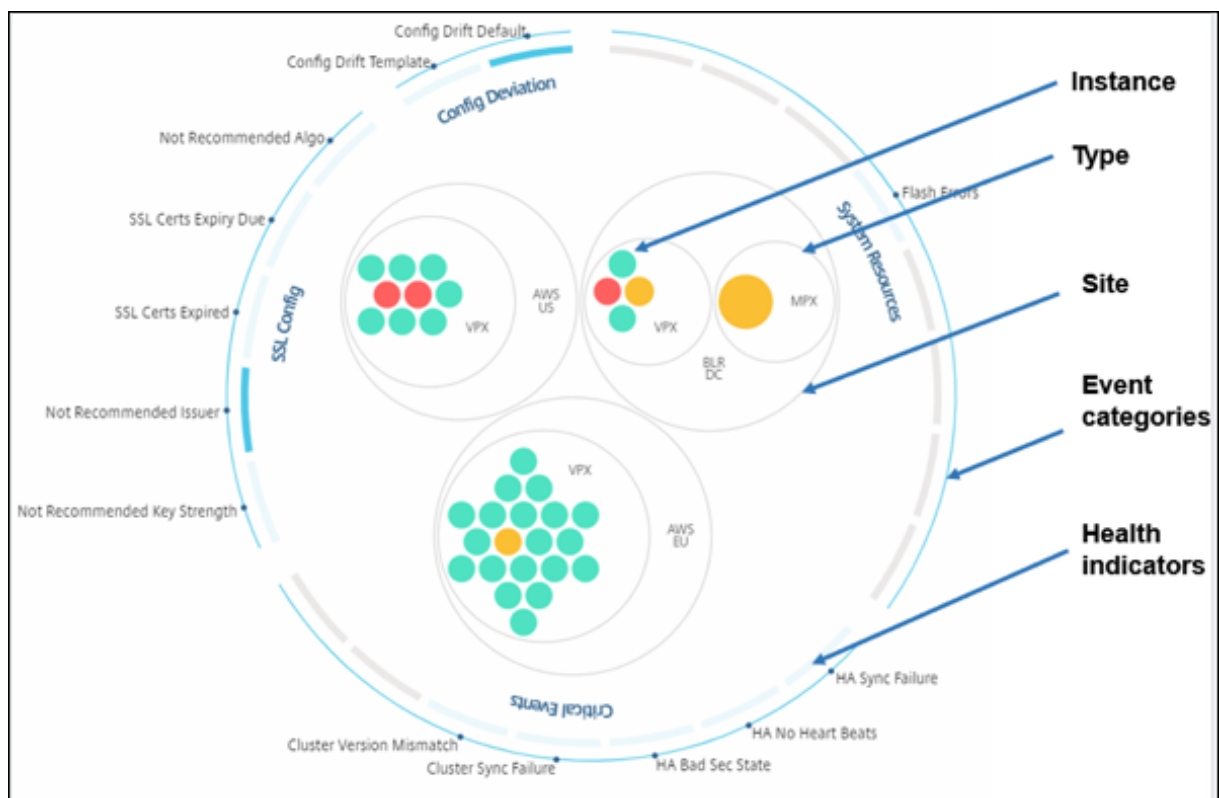 Config Drift Default
Config Drift Template
Config Deviation
Not Recommended Algo
SSL Certs Expiry Due
SSL Certs Expired
SSL Config
Not Recommended Issuer
Not Recommended Key Strength
Flash Errors
System Resources
AWS
US
VPX
VPX
MPX
BLR
DC
VPX
AWS
EU
Critical Events
Cluster Version Mismatch
Cluster Sync Failure
HA Bad Sec State
HA No Heart Beats
HA Sync Failure
Instance
Type
Site
Event
categories
Health
indicators